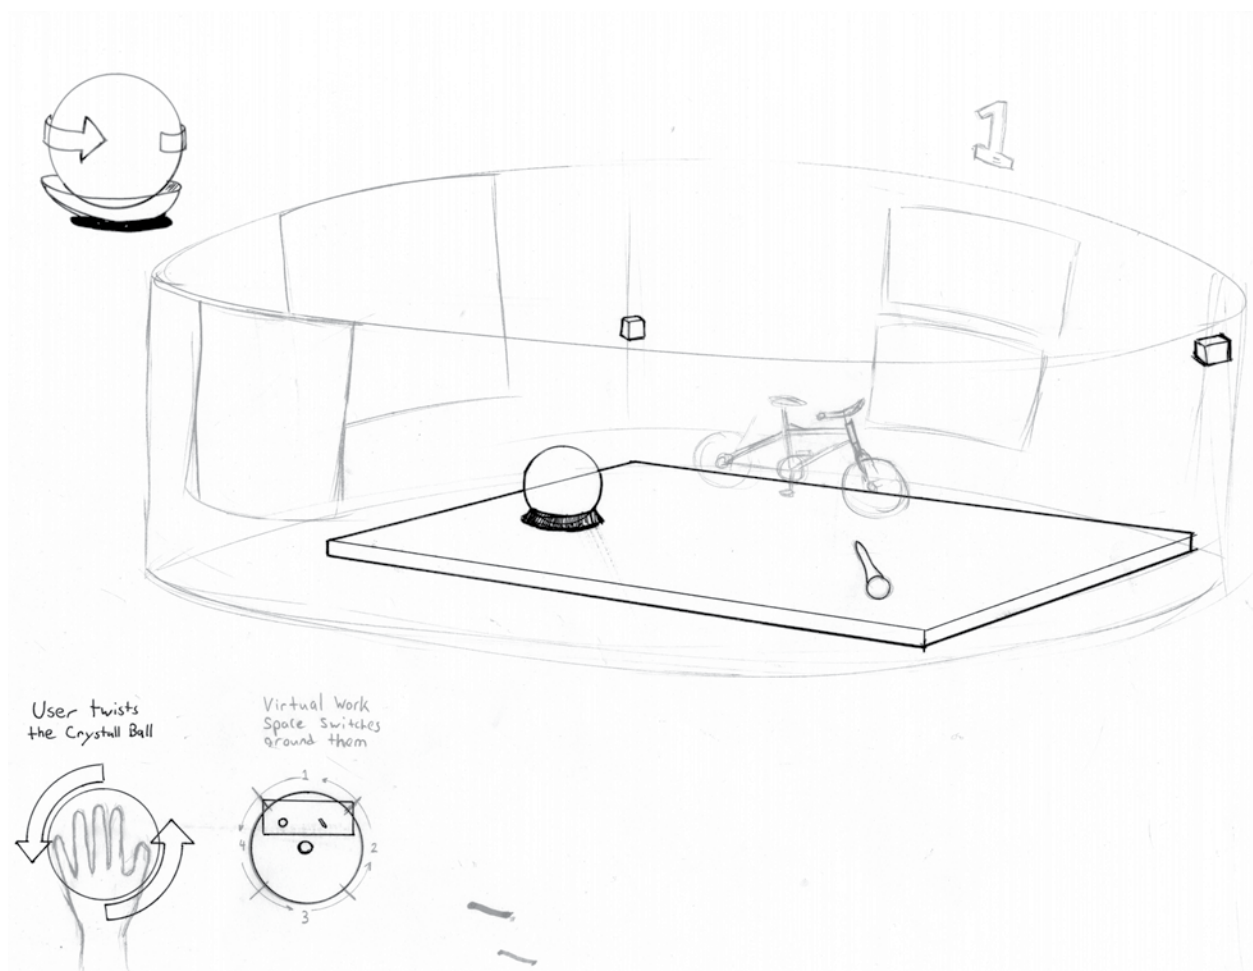 1
User twists
the Crystall Ball
Virtual Work
Space Switches
around them
1
4
2
3